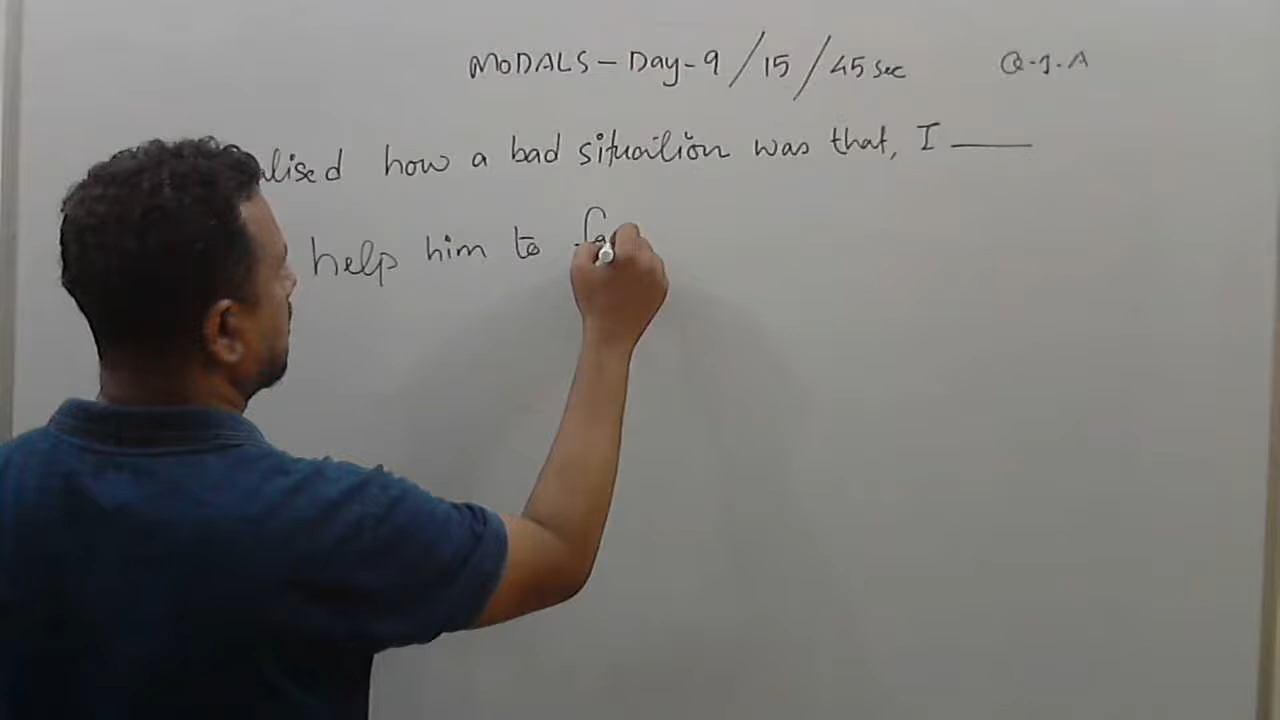 MODALS - Day - 9 / 15 / 45 sec Q.1.A
how a bad situation was that, I ____
help him to